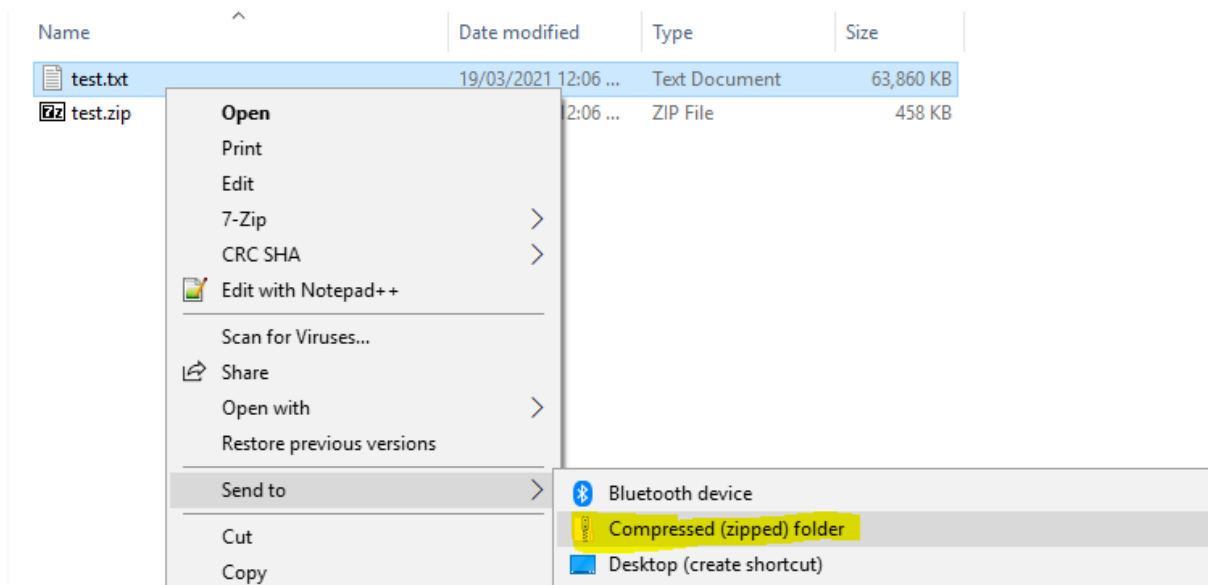 Name Date modified Type Size
test.txt 19/03/2021 12:06 ... Text Document 63,860 KB
7z test.zip 12:06 ... ZIP File 458 KB
Open
Print
Edit
7-Zip
CRC SHA
Edit with Notepad++
Scan for Viruses...
Share
Open with
Restore previous versions
Send to
Bluetooth device
Compressed (zipped) folder
Cut
Desktop (create shortcut)
Copy